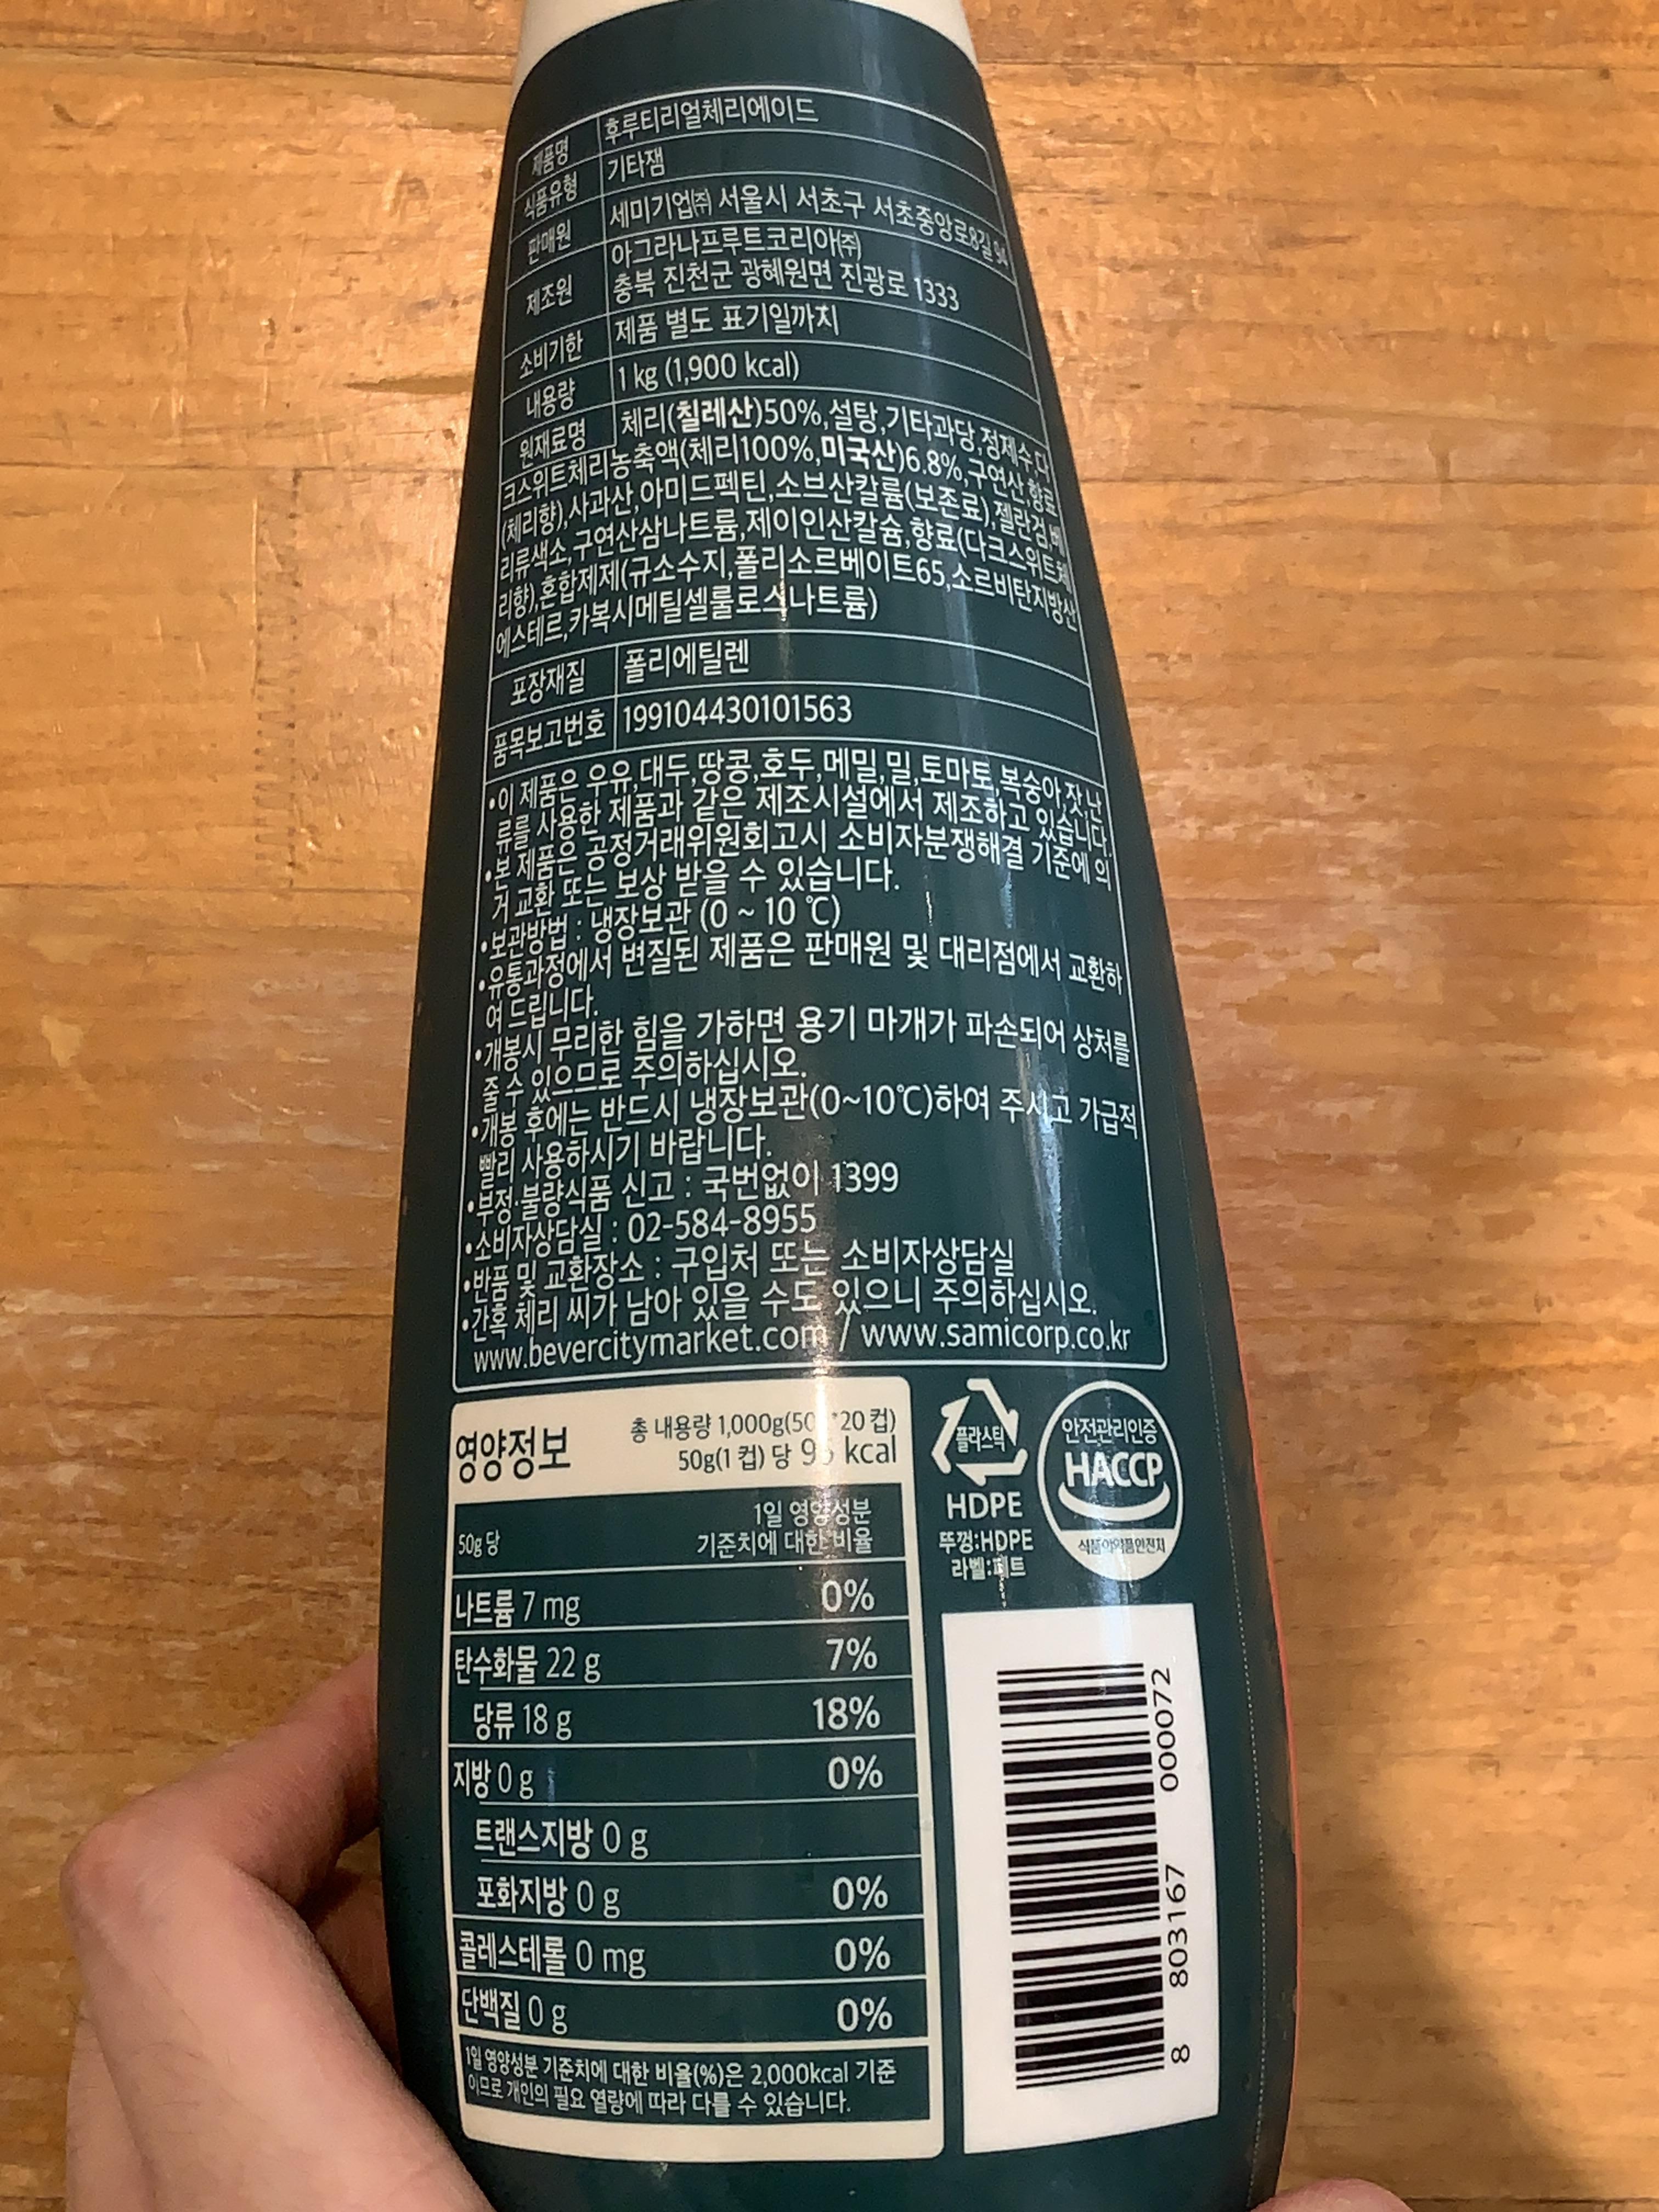 제품명 후루티리얼체리에이드
식품유형 기타잼
판매원 세미기업㈜ 서울시 서초구 서초중앙로8길 94
제조원 아그라나프루트코리아㈜
충북 진천군 광혜원면 진광로 1333
소비기한 제품 별도 표기일까지
내용량 1 kg (1,900 kcal)
원재료명 체리(칠레산)50%,설탕,기타과당,정제수,다
크스위트체리농축액(체리100%,미국산)6.8%,구연산,향료
(체리향),사과산,아미드펙틴,소브산칼륨(보존료),젤란검,베
리류색소,구연산삼나트륨,제이인산칼슘,향료(다크스위트체
리향),혼합제제(규소수지,폴리소르베이트65,소르비탄지방산
에스테르,카복시메틸셀룰로스나트륨)
포장재질 폴리에틸렌
품목보고번호 199104430101563
•이 제품은 우유,대두,땅콩,호두,메밀,밀,토마토,복숭아,잣,난
류를 사용한 제품과 같은 제조시설에서 제조하고 있습니다.
•본 제품은 공정거래위원회고시 소비자분쟁해결 기준에 의
거 교환 또는 보상 받을 수 있습니다.
•보관방법 : 냉장보관 (0 ~ 10 ℃)
•유통과정에서 변질된 제품은 판매원 및 대리점에서 교환하
여 드립니다.
•개봉시 무리한 힘을 가하면 용기 마개가 파손되어 상처를
줄 수 있으므로 주의하십시오.
•개봉 후에는 반드시 냉장보관(0~10℃)하여 주시고 가급적
빨리 사용하시기 바랍니다.
•부정·불량식품 신고 : 국번없이 1399
•소비자상담실 : 02-584-8955
•반품 및 교환장소 : 구입처 또는 소비자상담실
•간혹 체리 씨가 남아 있을 수도 있으니 주의하십시오.
www.bevercitymarket.com / www.samicorp.co.kr
영양정보
총 내용량 1,000g 20 컵)
50g(1 컵) 당 kcal
플라스틱
HDPE
뚜껑:HDPE
라벨:페트
안전관리인증
HACCP
식품의약품안전처
50g 당
1일 영양성분
기준치에 대한 비율
나트륨 7 mg 0%
탄수화물 22 g 7%
당류 18 g 18%
지방 0 g 0%
트랜스지방 0 g
포화지방 0 g 0%
콜레스테롤 0 mg 0%
단백질 0 g 0%
1일 영양성분 기준치에 대한 비율(%)은 2,000kcal 기준
이므로 개인의 필요 열량에 따라 다를 수 있습니다.
8 803167 000072